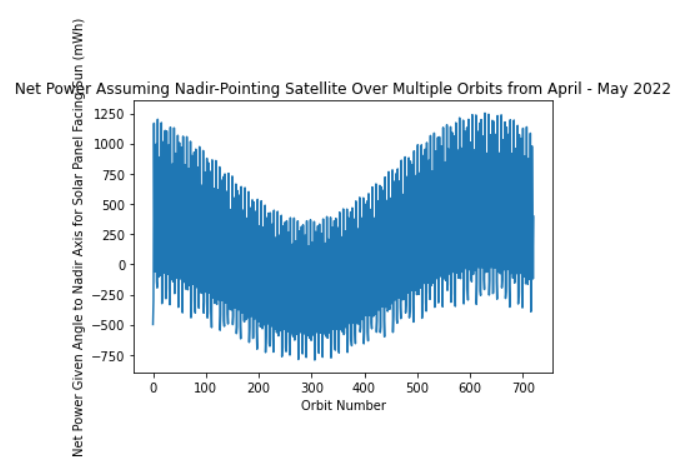 Net Power Assuming Nadir-Pointing Satellite Over Multiple Orbits from April - May 2022
Net Power Given Angle to Nadir Axis for Solar Panel Facing Sun (mWh)
1250
1000
750
500
250
0
−250
−500
−750
0 100 200 300 400 500 600 700
Orbit Number